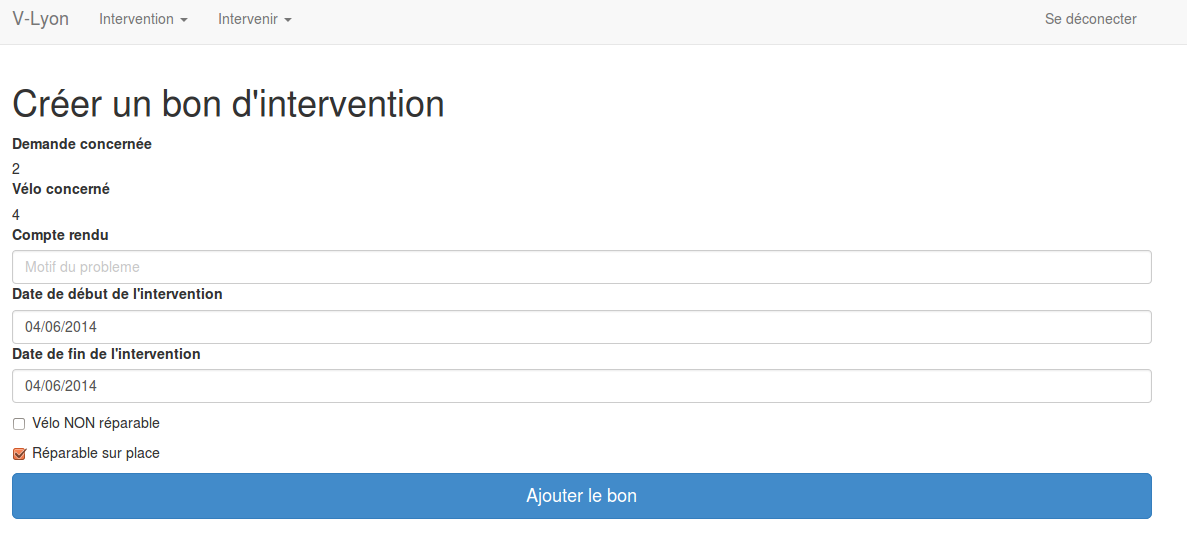 V-Lyon Intervention Intervenir Se déconecter
Créer un bon d'intervention
Demande concernée
2
Vélo concerné
4
Compte rendu
Motif du probleme
Date de début de l'intervention
04/06/2014
Date de fin de l'intervention
04/06/2014
Vélo NON réparable
Réparable sur place
Ajouter le bon